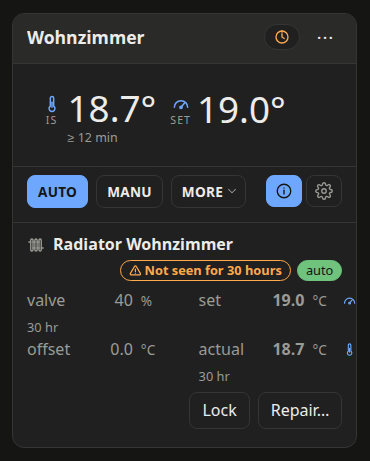 Wohnzimmer
IS 18.7° SET 19.0°
≥ 12 min
AUTO MANU MORE
Radiator Wohnzimmer
Not seen for 30 hours auto
valve 40 % set 19.0 °C
30 hr
offset 0.0 °C actual 18.7 °C
30 hr
Lock Repair...